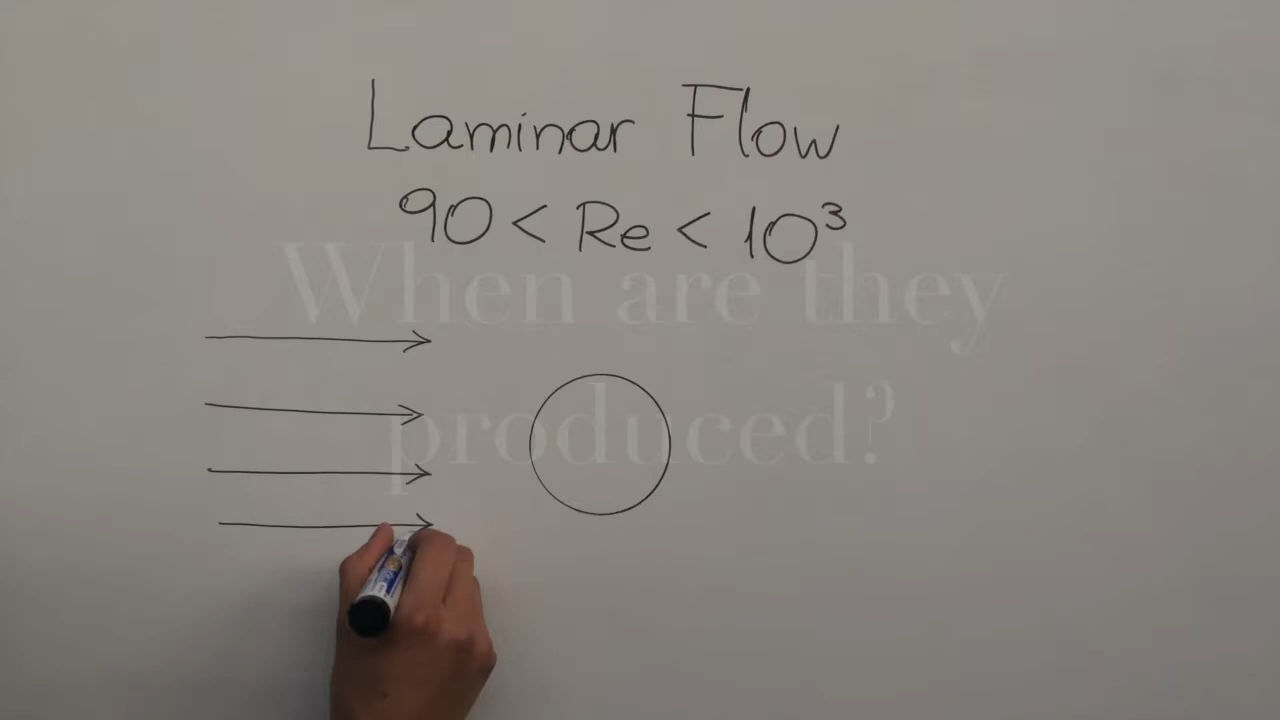 Laminar Flow
90 < Re < 10³
When are they
produced?